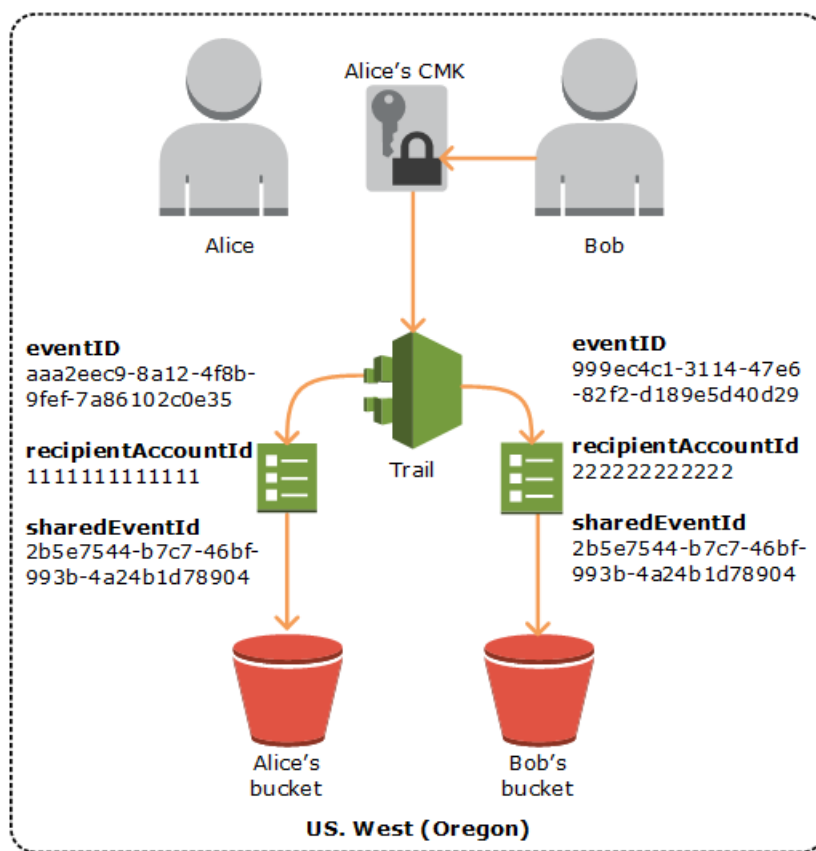 Alice's CMK
Alice
Bob
eventID
aaa2eec9-8a12-4f8b-
9fef-7a86102c0e35
recipientAccountId
1111111111111
sharedEventId
2b5e7544-b7c7-46bf-
993b-4a24b1d78904
Trail
eventID
999ec4c1-3114-47e6
-82f2-d189e5d40d29
recipientAccountId
222222222222
sharedEventId
2b5e7544-b7c7-46bf-
993b-4a24b1d78904
Alice's
bucket
Bob's
bucket
US. West (Oregon)